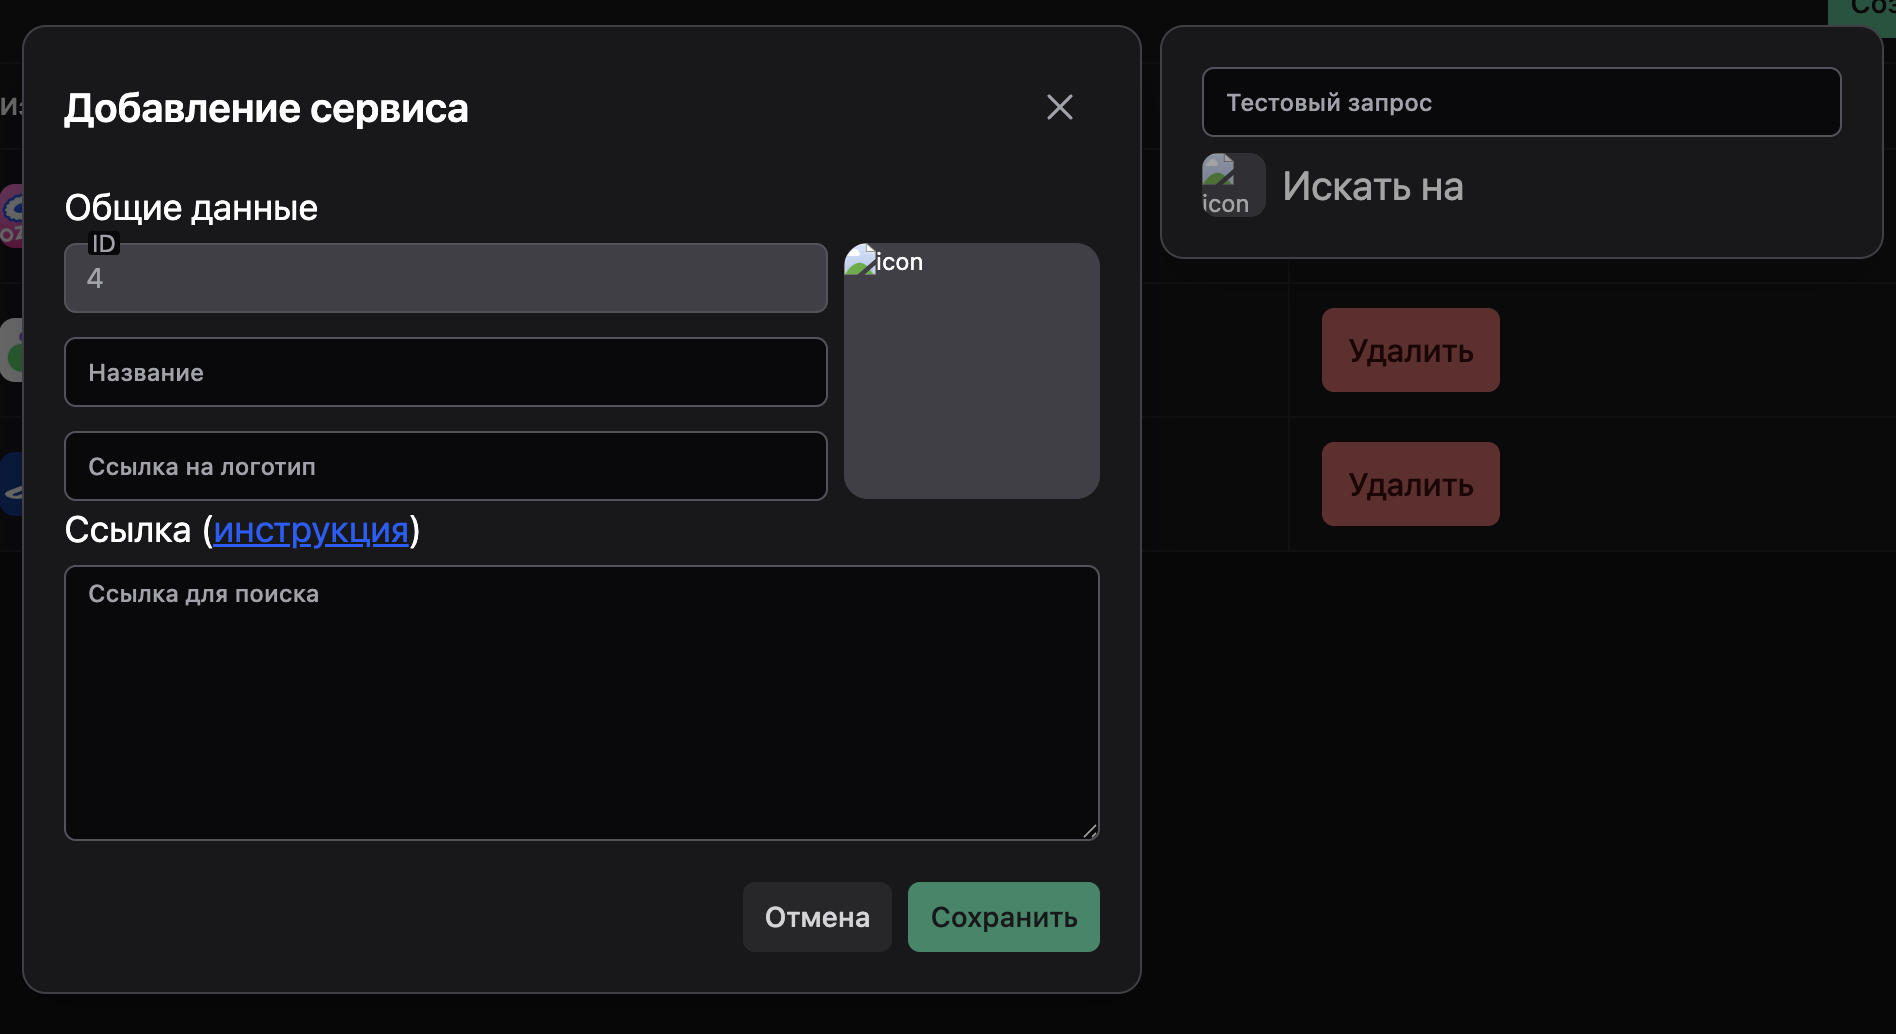 Добавление сервиса
Общие данные
ID
4
icon
Название
Ссылка на логотип
Ссылка (инструкция)
Ссылка для поиска
Отмена
Сохранить
Тестовый запрос
icon
Искать на
Удалить
Удалить